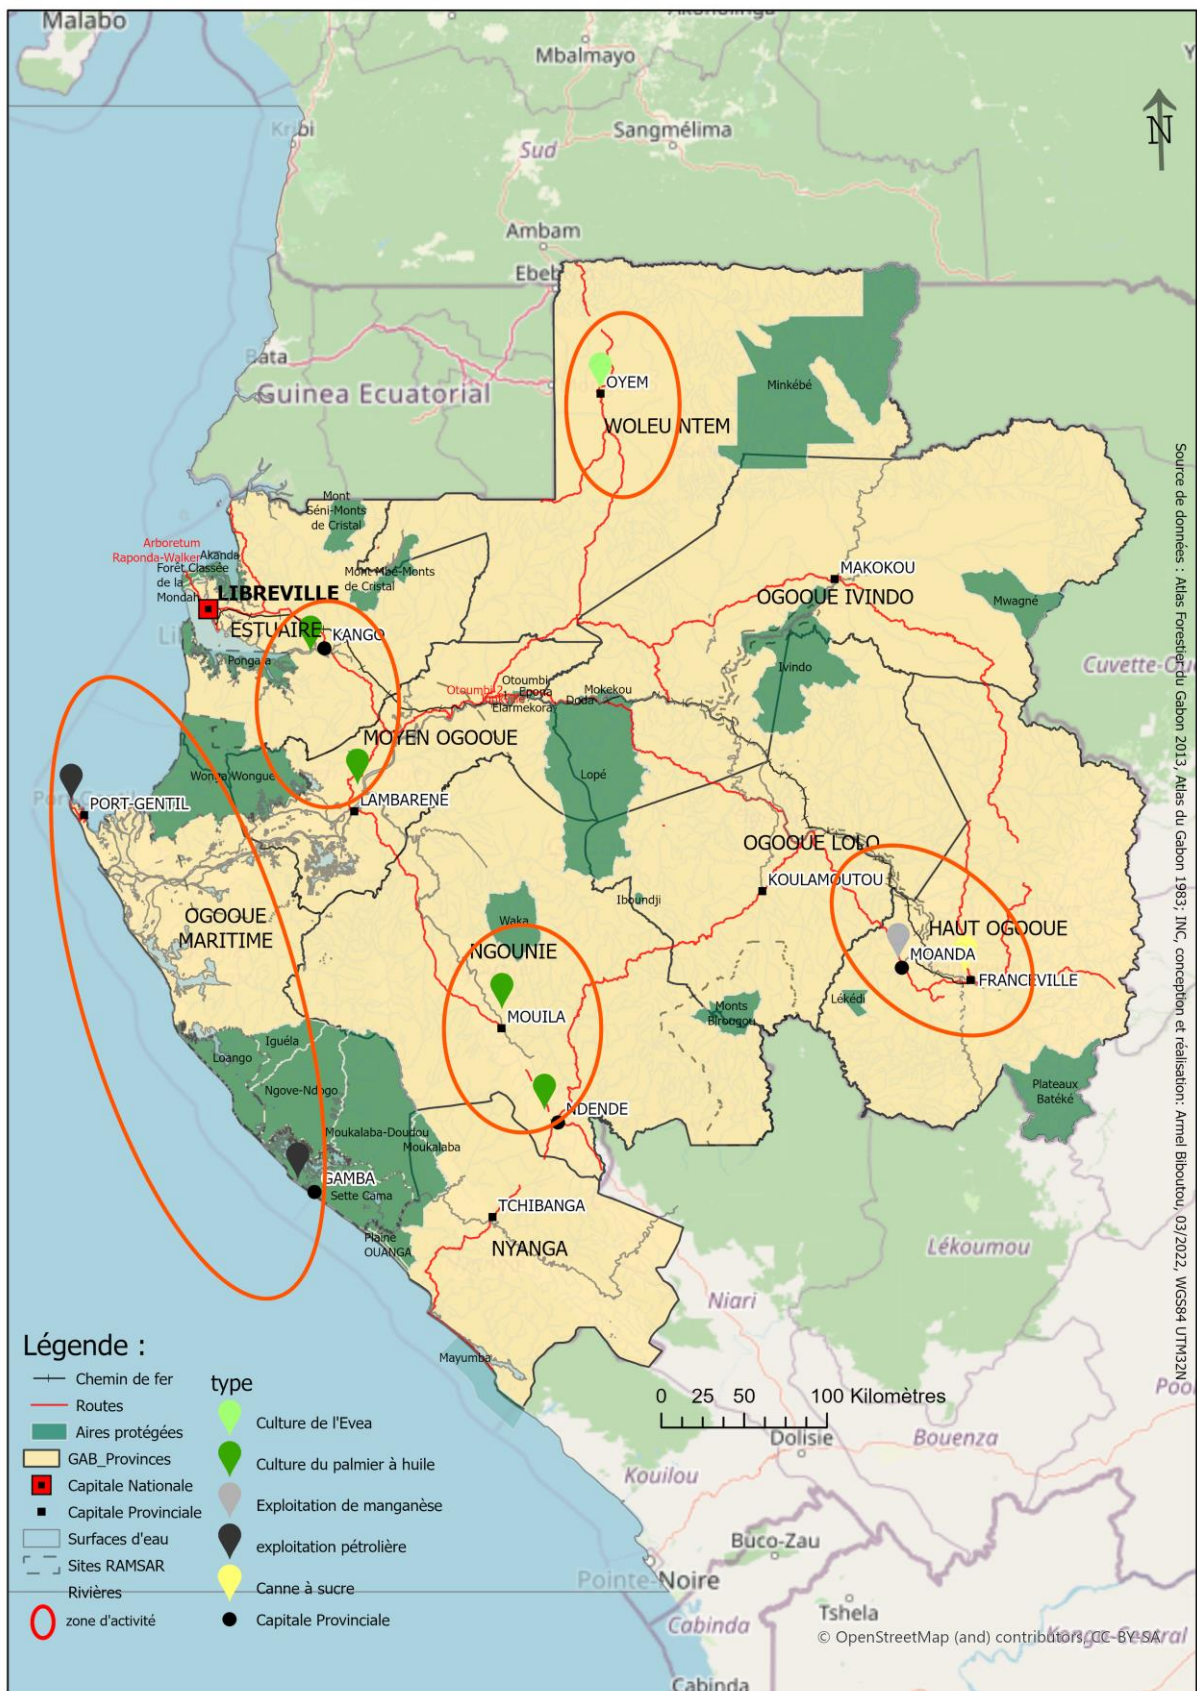 Malabo
Mbalmayo
Kribi
Sangmélima
Sud
N
Ambam
Bata
Guinea Ecuatorial
OYEM
WOLEU NTEM
Minkébé
Mont
Séni-Monts
de Cristal
Arboretum
Raponda-Walker
Akanda
Forêt Classée
de la
Mondah
Mont Mbé-Monts
de Cristal
LIBREVILLE
ESTUAIRE
KANGO
Pongara
MAKOKOU
OGOOUE IVINDO
Mwagné
Ivindo
Otoumbi
Otoumbi 2
Epona
Elarmekora
Doda
Mokekou
MOYEN OGOOUE
Lopé
Wonga Wongue
PORT-GENTIL
LAMBARENE
OGOOUE LOLO
KOULAMOUTOU
Iboundji
Waka
NGOUNIE
OGOOUE
MARITIME
HAUT OGOOUE
MOANDA
FRANCEVILLE
Lékédi
Monts
Birougou
MOUILA
Loango
Iguéla
Ngove-Ndogo
Moukalaba-Doudou
Moukalaba
NDENDE
Plateaux
Batéké
GAMBA
Sette Cama
TCHIBANGA
NYANGA
Plaine
OUANGA
Mayumba
Lékoumou
Niari
0 25 50 100 Kilomètres
Dolisie
Bouenza
Kouilou
Buco-Zau
Pointe-Noire
Tshela
Cabinda
Cabinda
Source de données : Atlas Forestier du Gabon 2013, Atlas du Gabon 1983; INC, conception et réalisation: Armel Biboutou, 03/2022, WGS84 UTM32N
Légende :
Chemin de fer
Routes
Aires protégées
GAB_Provinces
Capitale Nationale
Capitale Provinciale
Surfaces d'eau
Sites RAMSAR
Rivières
zone d'activité
type
Culture de l'Evea
Culture du palmier à huile
Exploitation de manganèse
exploitation pétrolière
Canne à sucre
Capitale Provinciale
© OpenStreetMap (and) contributors, CC-BY-SA